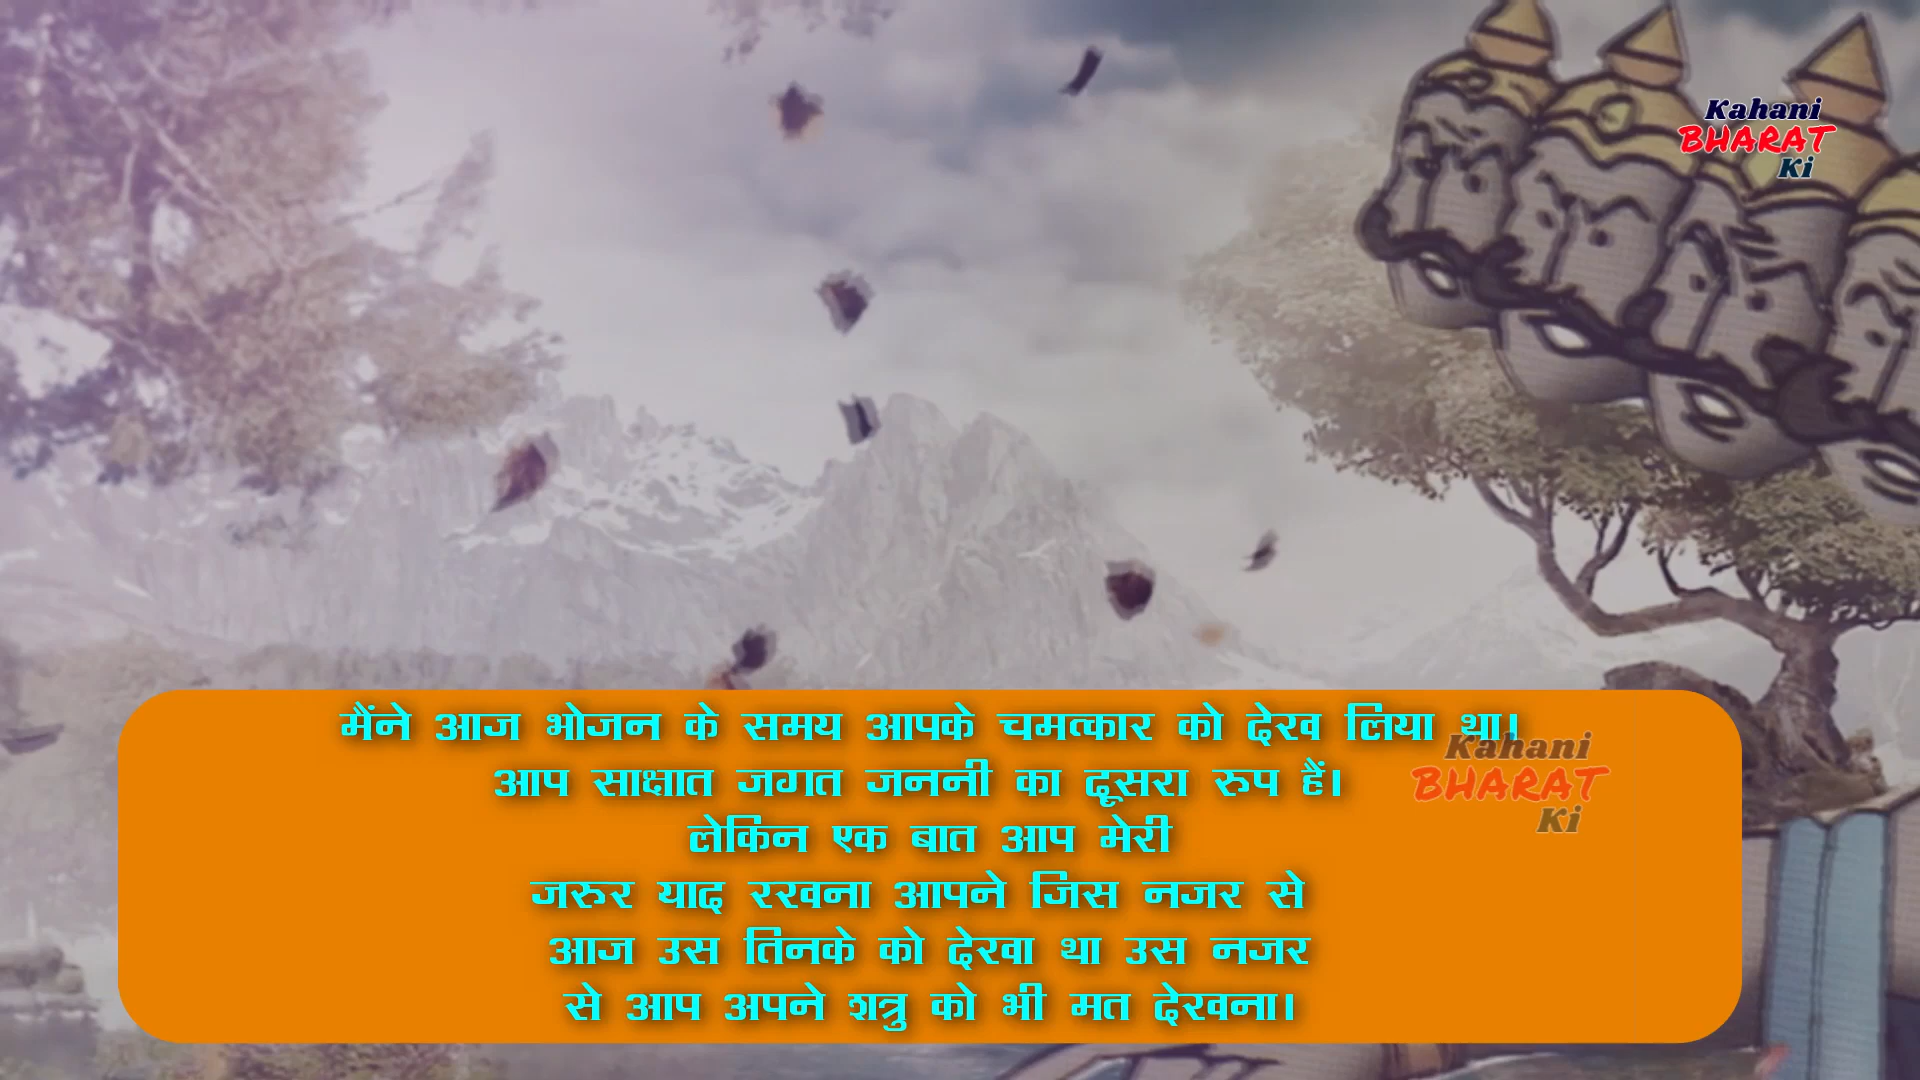 Kahani
BHARAT
Ki
मैंने आज भोजन के समय आपके चमत्कार को देख लिया था।
आप साक्षात जगत जननी का दूसरा रुप हैं।
लेकिन एक बात आप मेरी
जरुर याद रखना आपने जिस नजर से
आज उस तिनके को देखा था उस नजर
से आप अपने शत्रु को भी मत देखना।
Kahani
BHARAT
Ki